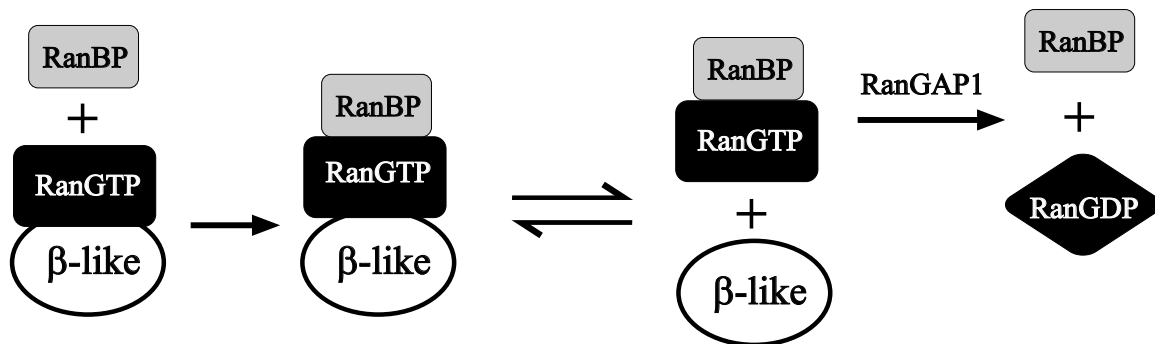 RanBP
+
RanGTP
β-like
RanBP
RanGTP
β-like
RanBP
RanGTP
+
β-like
RanGAP1
RanBP
+
RanGDP